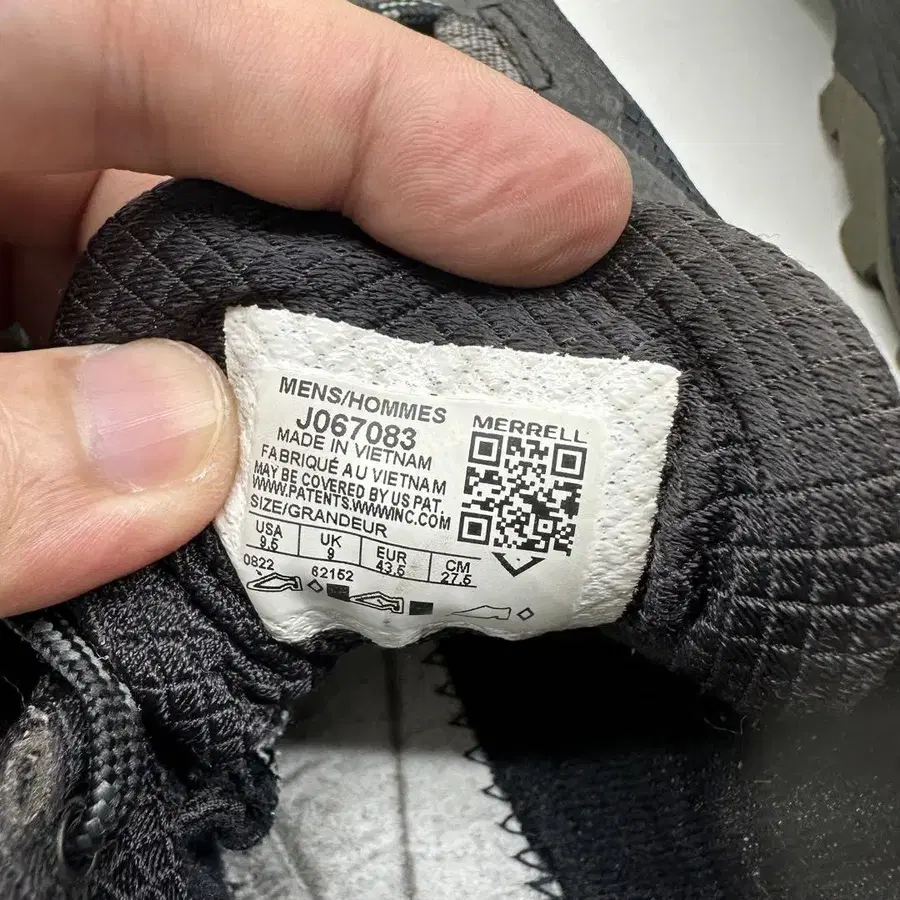 MENS/HOMMES
J067083
MADE IN VIETNAM
FABRIQUÉ AU VIETNAM
MAY BE COVERED BY US PAT.
WWW.PATENTS.WWWINC.COM
SIZE/GRANDEUR
USA UK EUR CM
9.5 9 43.5 27.5
0822 62152
MERRELL